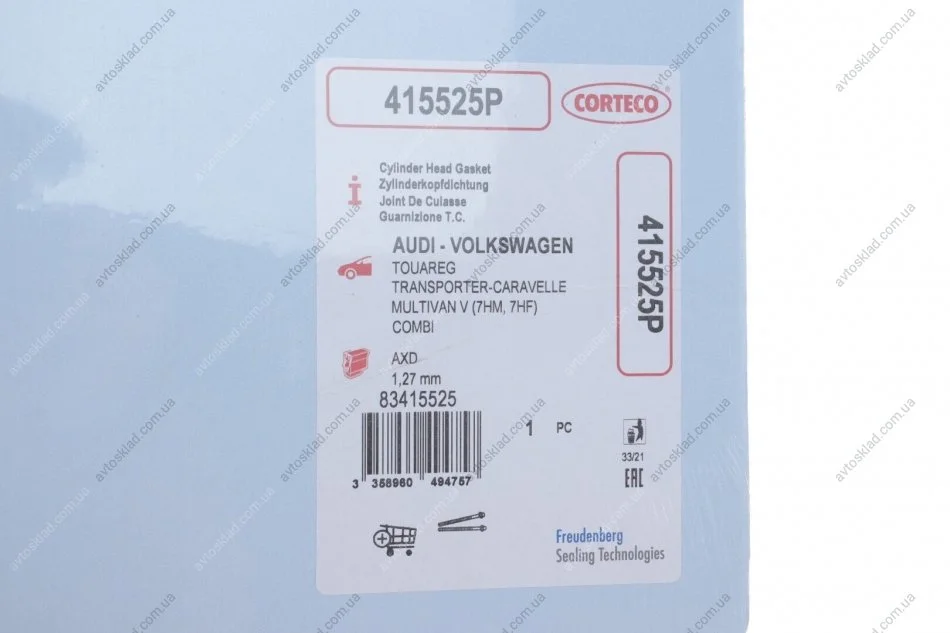 415525P
CORTECO®
Cylinder Head Gasket
Zylinderkopfdichtung
Joint De Culasse
Guarnizione T.C.
AUDI - VOLKSWAGEN
TOUAREG
TRANSPORTER-CARAVELLE
MULTIVAN V (7HM, 7HF)
COMBI
415525P
AXD
1,27 mm
83415525
1 PC
3 358960 494757
33/21
EAC
Freudenberg
Sealing Technologies
avtosklad.com.ua